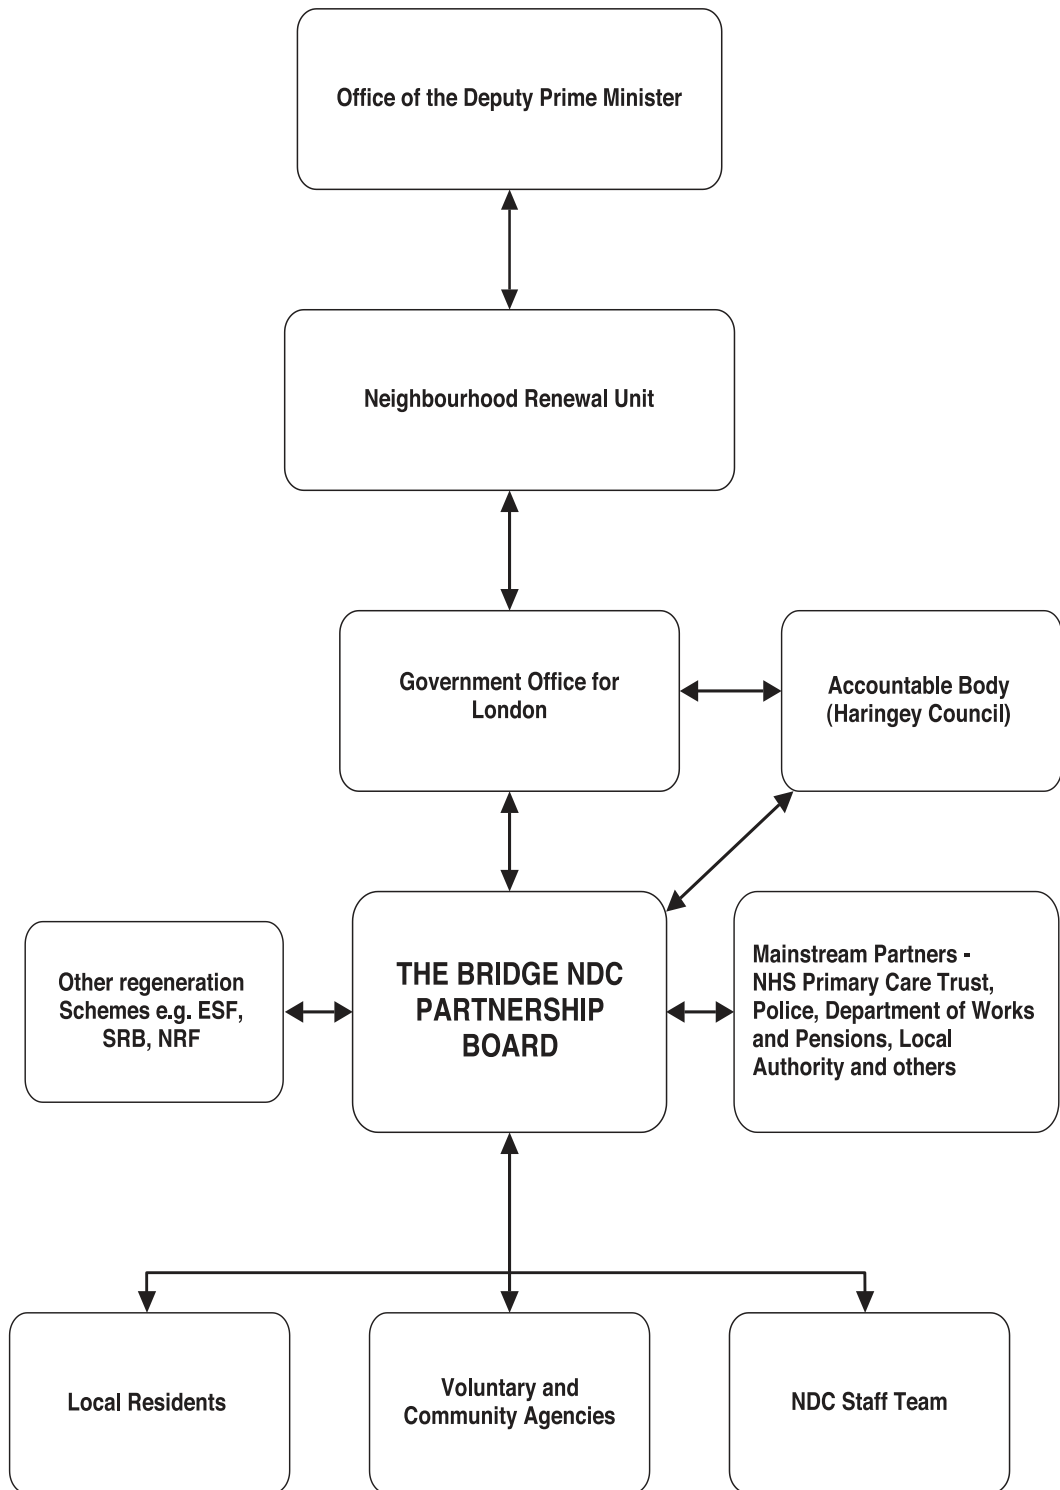 Office of the Deputy Prime Minister
Neighbourhood Renewal Unit
Government Office for
London
Accountable Body
(Haringey Council)
Other regeneration
Schemes e.g. ESF,
SRB, NRF
THE BRIDGE NDC
PARTNERSHIP
BOARD
Mainstream Partners -
NHS Primary Care Trust,
Police, Department of Works
and Pensions, Local
Authority and others
Local Residents
Voluntary and
Community Agencies
NDC Staff Team